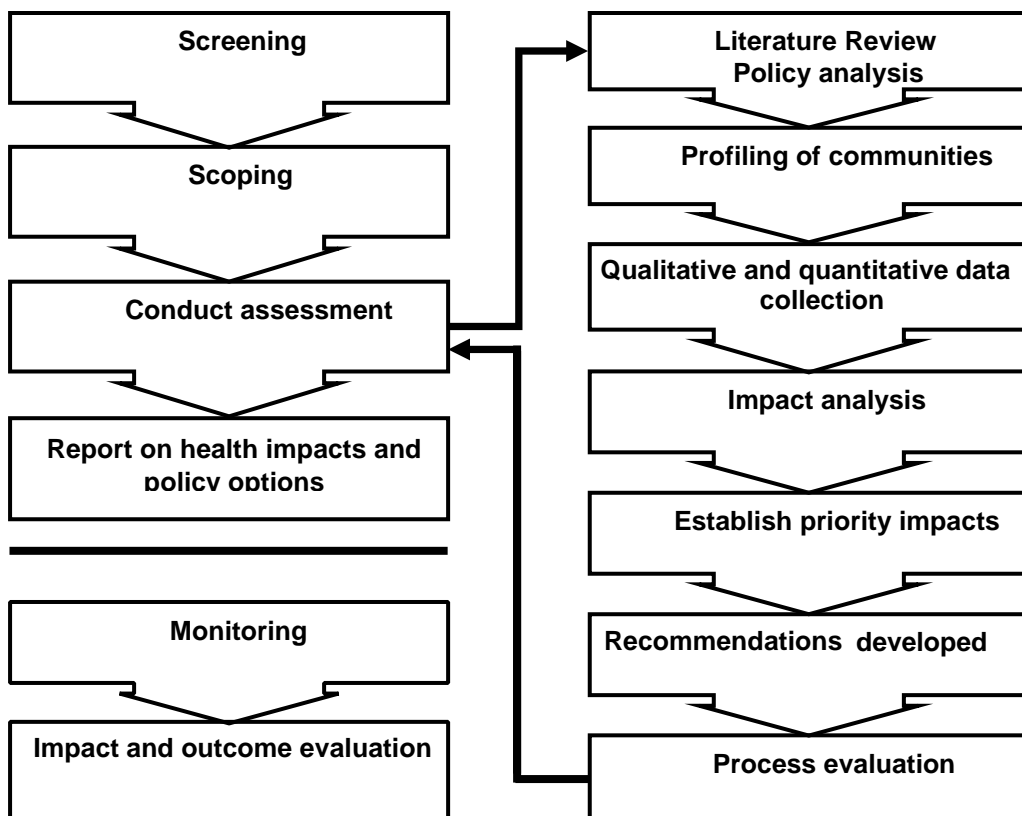 Screening
Scoping
Conduct assessment
Report on health impacts and
policy options
Monitoring
Impact and outcome evaluation
Literature Review
Policy analysis
Profiling of communities
Qualitative and quantitative data
collection
Impact analysis
Establish priority impacts
Recommendations developed
Process evaluation